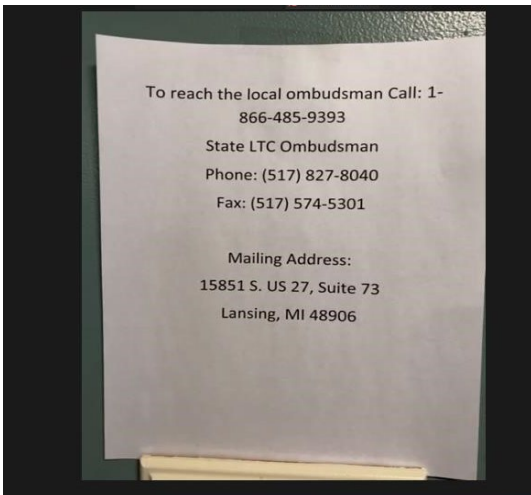 To reach the local ombudsman Call: 1-
866-485-9393
State LTC Ombudsman
Phone: (517) 827-8040
Fax: (517) 574-5301
Mailing Address:
15851 S. US 27, Suite 73
Lansing, MI 48906